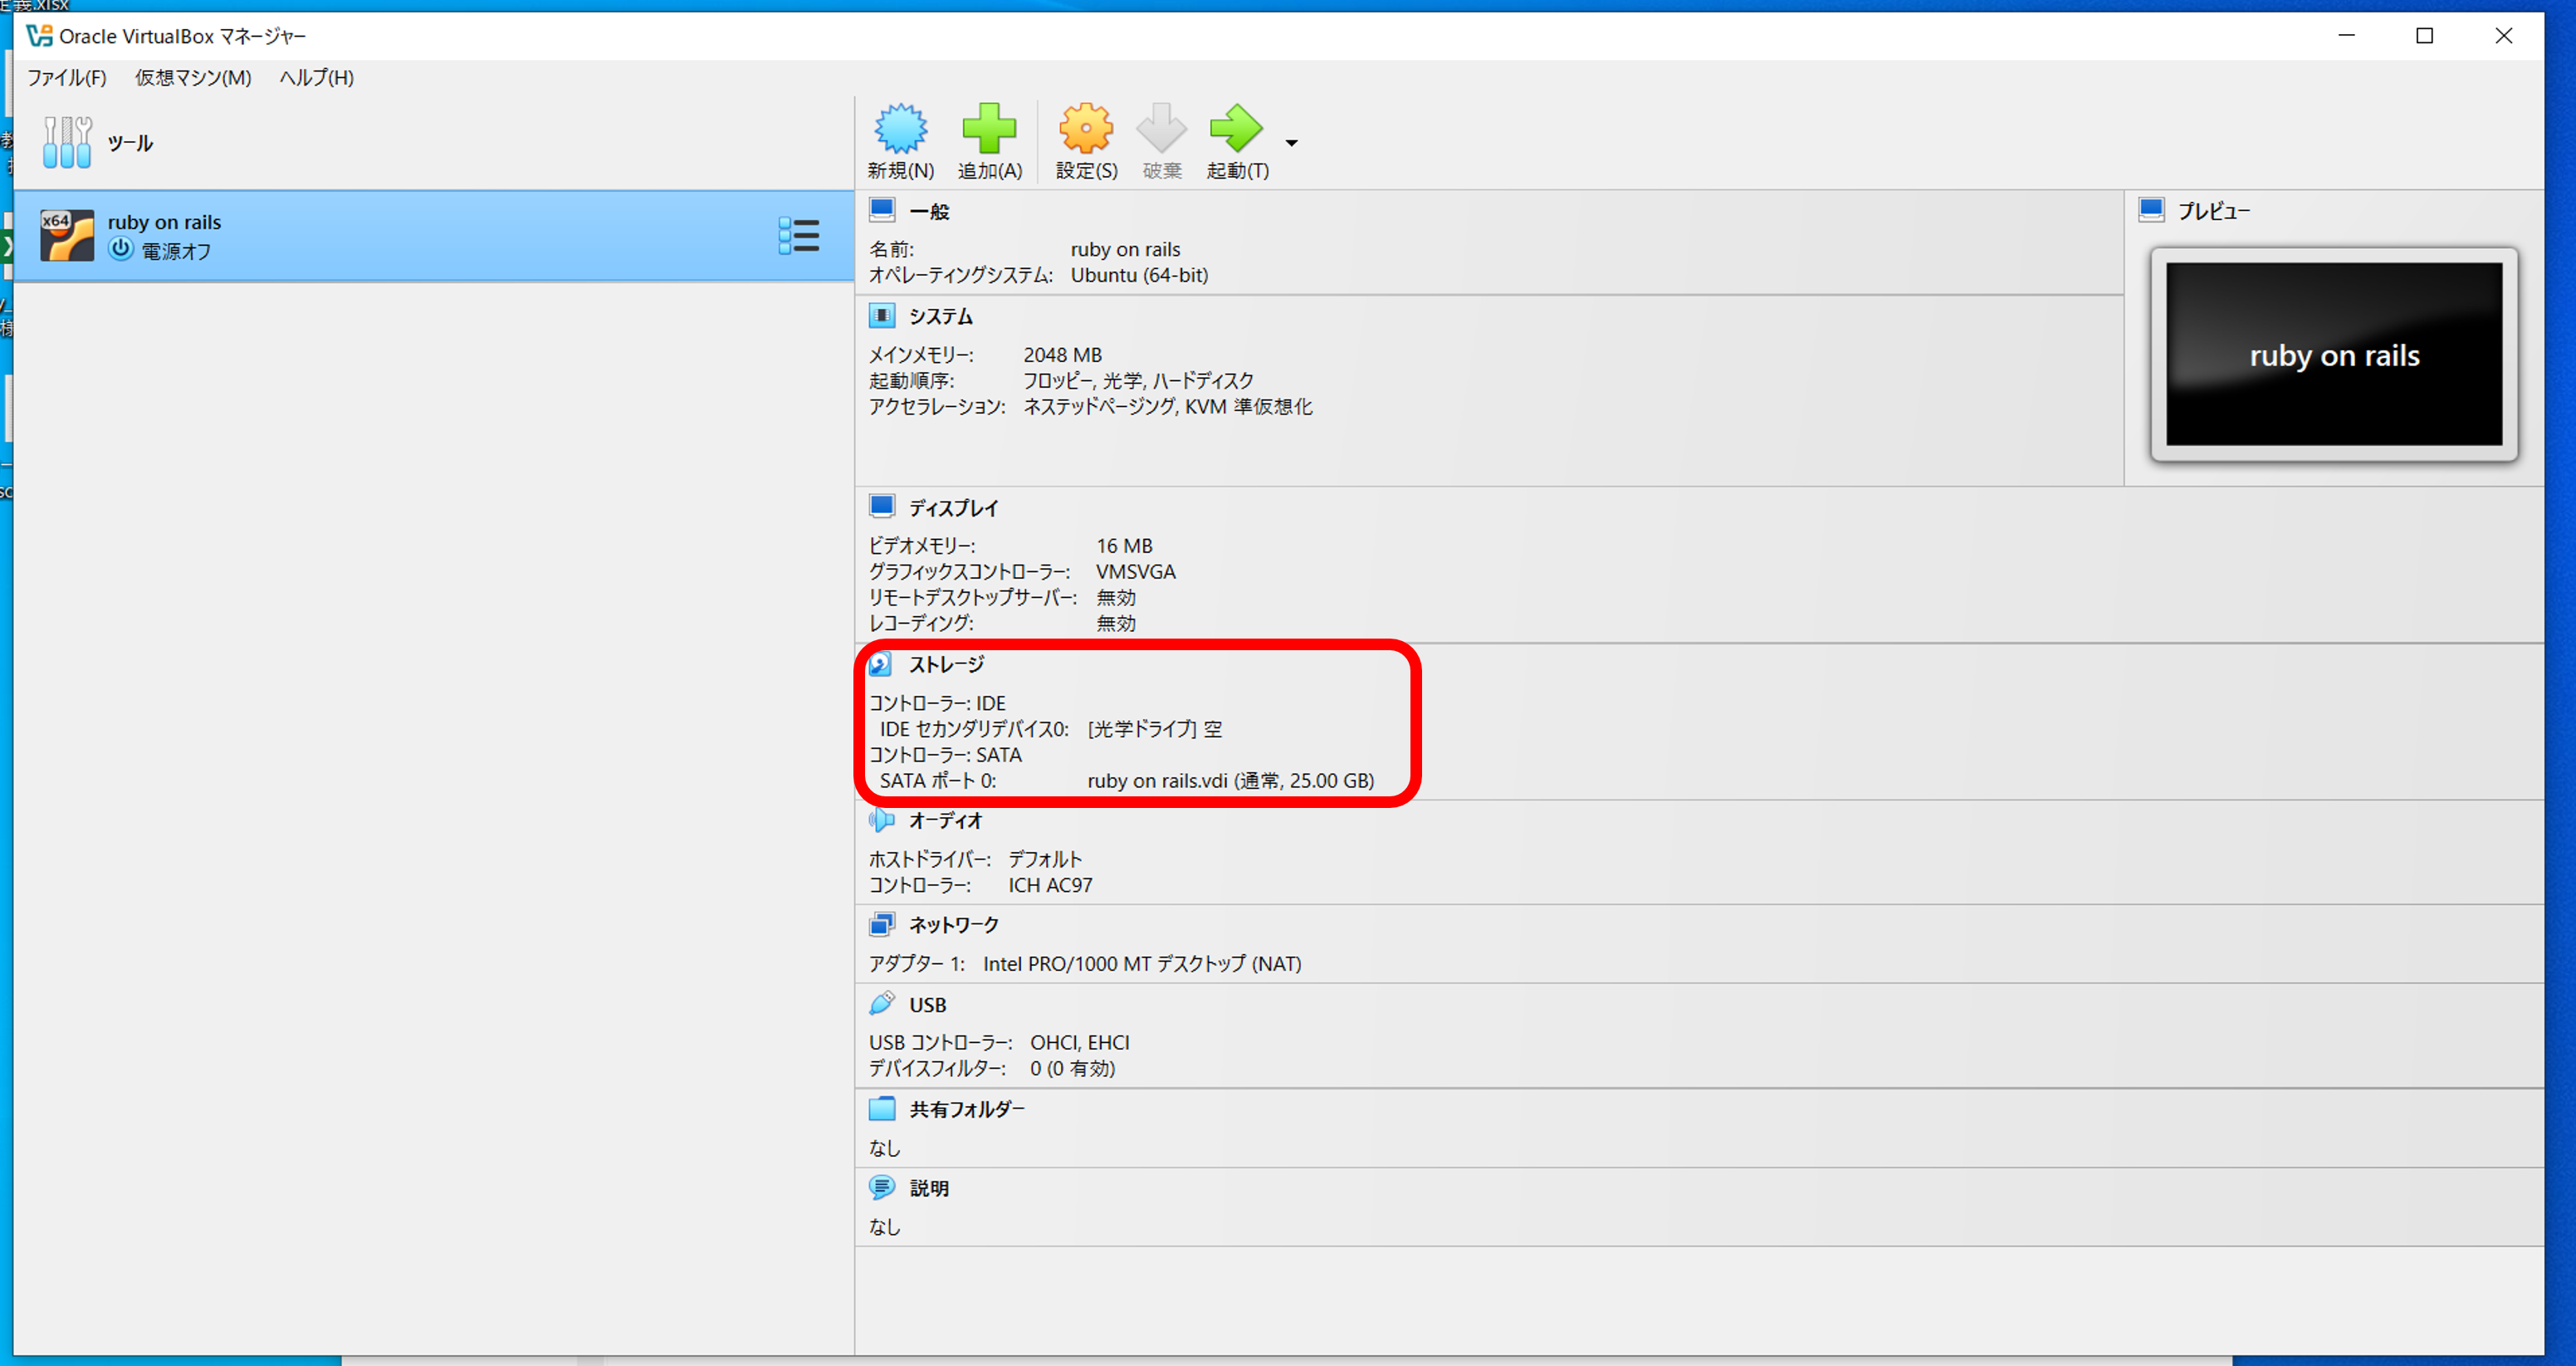 定義.xlsx
Oracle VirtualBox マネージャー
ファイル(F) 仮想マシン(M) ヘルプ(H)
ツール
新規(N) 追加(A) 設定(S) 破棄 起動(T)
x64
ruby on rails
電源オフ
一般
名前: ruby on rails
オペレーティングシステム: Ubuntu (64-bit)
プレビュー
ruby on rails
システム
メインメモリー: 2048 MB
起動順序: フロッピー, 光学, ハードディスク
アクセラレーション: ネステッドページング, KVM 準仮想化
ディスプレイ
ビデオメモリー: 16 MB
グラフィックスコントローラー: VMSVGA
リモートデスクトップサーバー: 無効
レコーディング: 無効
ストレージ
コントローラー: IDE
IDE セカンダリデバイス0: [光学ドライブ] 空
コントローラー: SATA
SATA ポート 0: ruby on rails.vdi (通常, 25.00 GB)
オーディオ
ホストドライバー: デフォルト
コントローラー: ICH AC97
ネットワーク
アダプター 1: Intel PRO/1000 MT デスクトップ (NAT)
USB
USB コントローラー: OHCI, EHCI
デバイスフィルター: 0 (0 有効)
共有フォルダー
なし
説明
なし